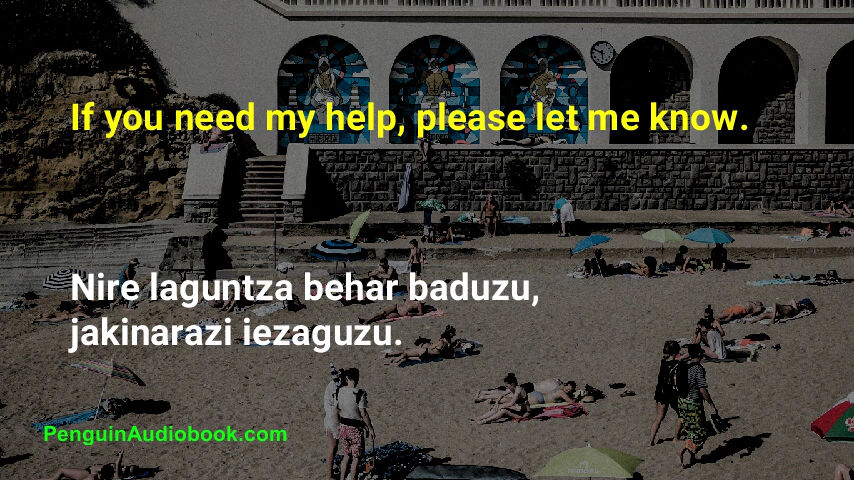 If you need my help, please let me know.
Nire laguntza behar baduzu,
jakinarazi iezaguzu.
PenguinAudiobook.com